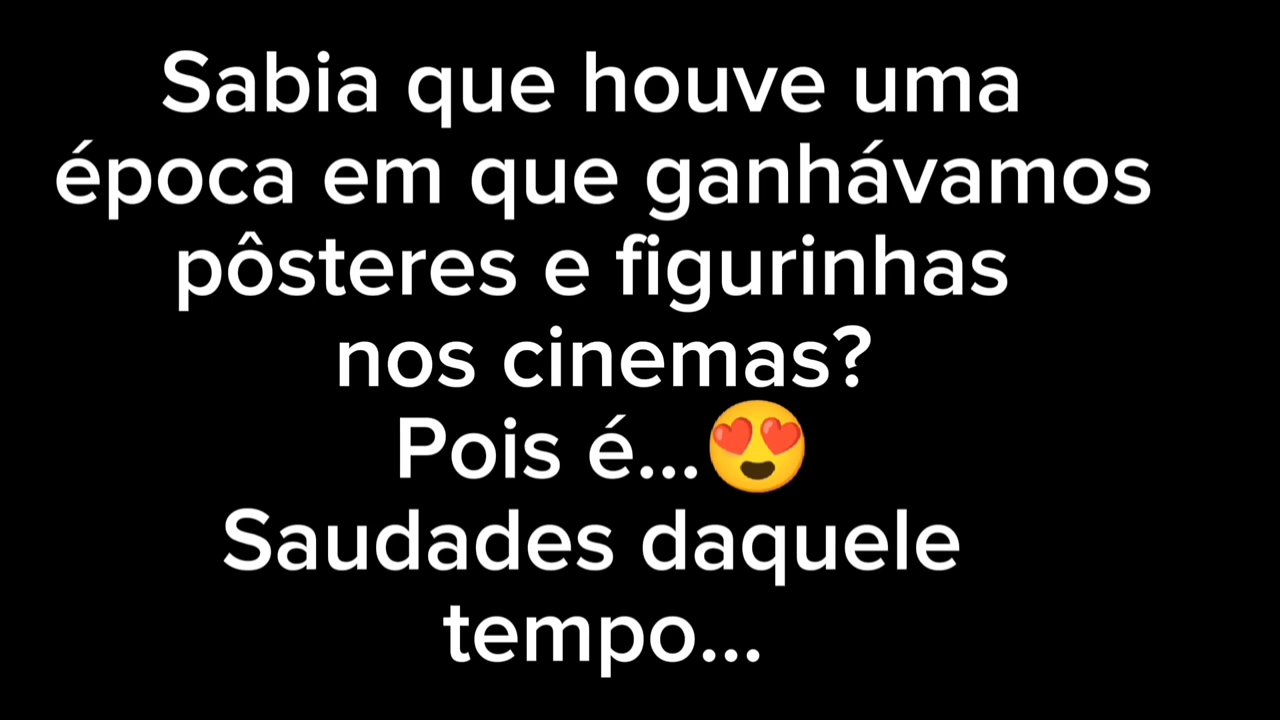 Sabia que houve uma
época em que ganhávamos
pôsteres e figurinhas
nos cinemas?
Pois é...😍
Saudades daquele
tempo...